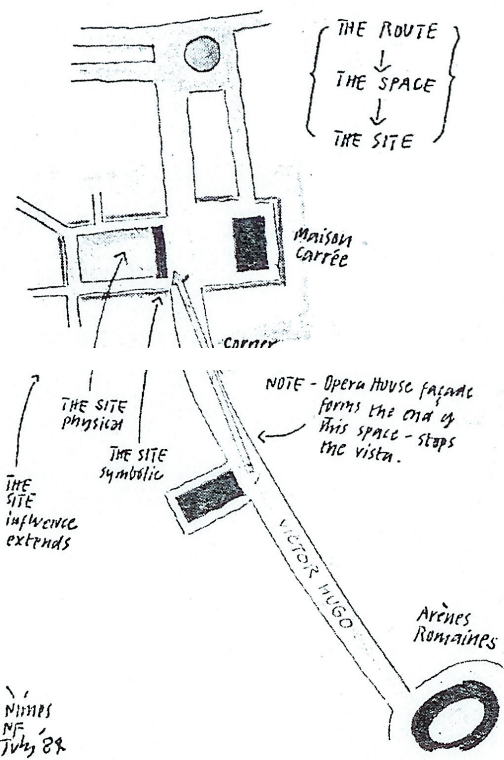 THE ROUTE
THE SPACE
THE SITE
Maison
Carrée
corner
NOTE - Opera House façade
forms the end of
this space - stops
the vista.
THE SITE
physical
THE SITE
symbolic
THE
SITE
influence
extends
VICTOR HUGO
Arènes
Romaines
Nîmes
NF
July